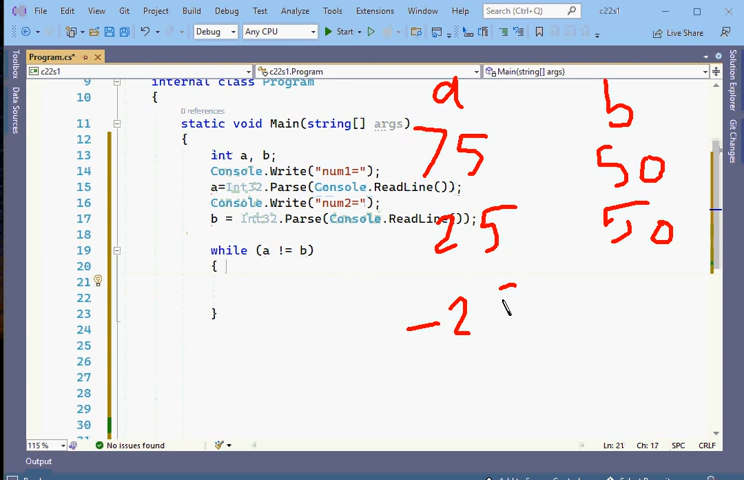 File Edit View Git Project Build Debug Test Analyze Tools Extensions Window Help Search (Ctrl+Q)
Debug Any CPU Start Live Share
Program.cs*
c22s1 c22s1.Program Main(string[] args)
Toolbox
Data Sources
Solution Explorer
Git Changes
9 internal class Program
10 {
0 references
11 static void Main(string[] args)
12 {
13 int a, b;
14 Console.Write("num1=");
15 a=Int32.Parse(Console.ReadLine());
16 Console.Write("num2=");
17 b = Int32.Parse(Console.ReadLine());
18
19 while (a != b)
20 {
21
22
23 }
24
25
26
27
28
29
30
a b
75 50
25 50
-2
115 % No issues found Ln: 21 Ch: 17 SPC CRLF
Output